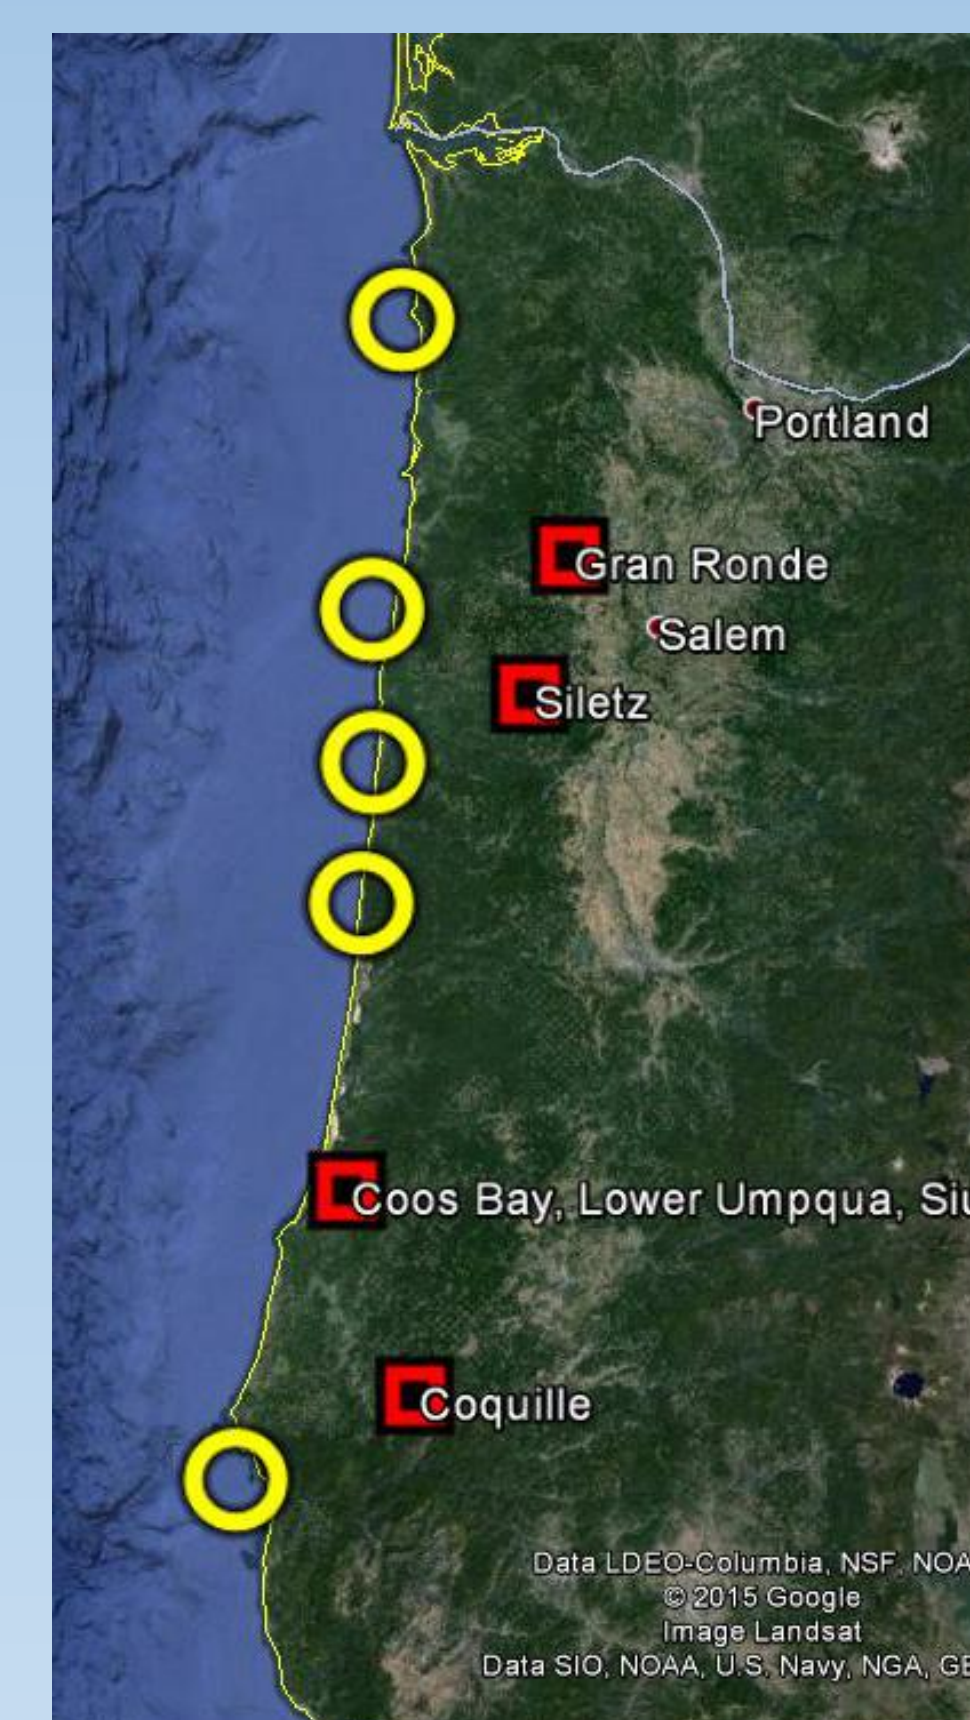 Portland
Gran Ronde
Salem
Siletz
Coos Bay, Lower Umpqua, Siu
Coquille
Data LDEO-Columbia, NSF, NOA
© 2015 Google
Image Landsat
Data SIO, NOAA, U.S. Navy, NGA, GE